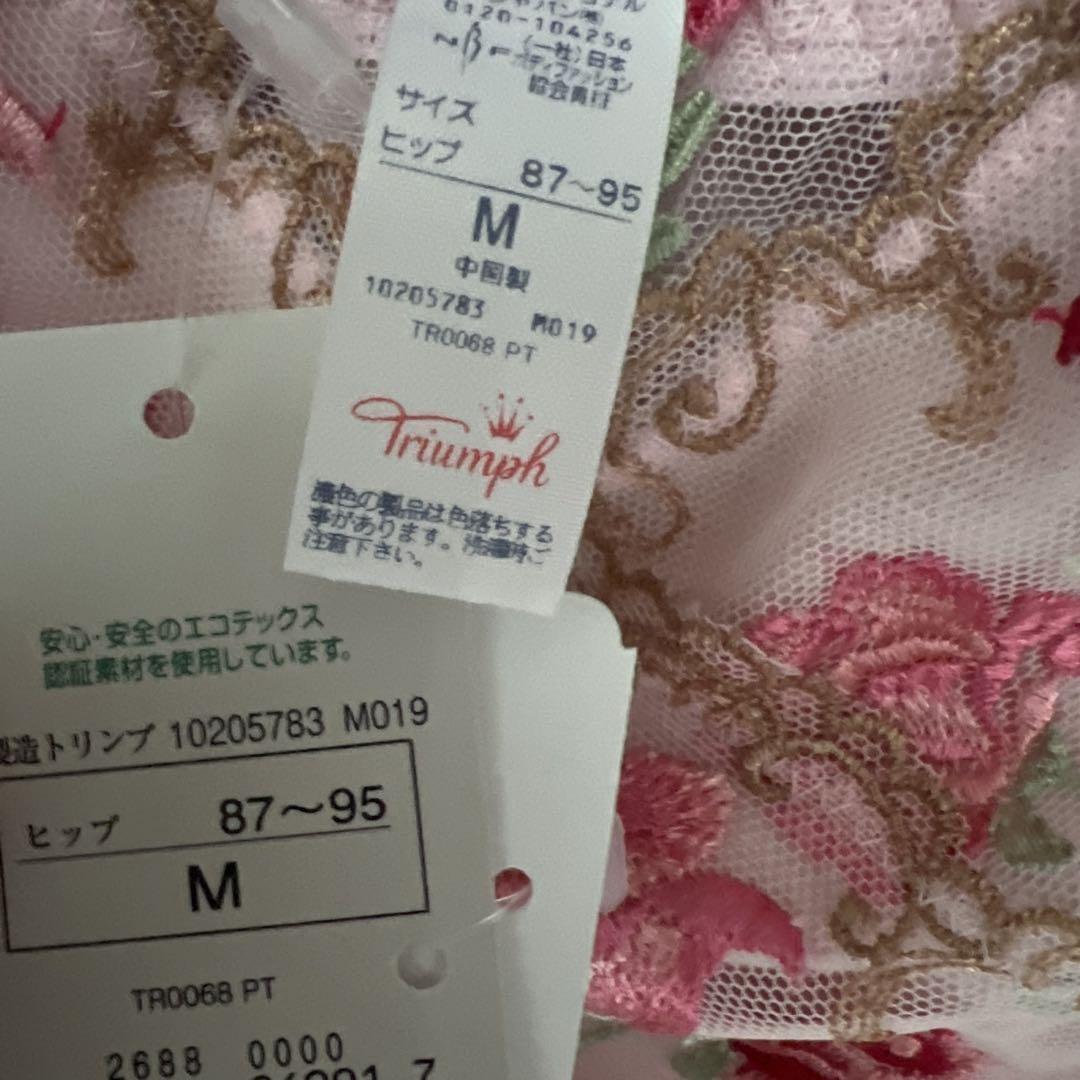 0120-104256
(一社)日本
ボディファッション
協会責付
サイズ
ヒップ
87～95
M
中国製
10205783 M019
TR0068 PT
Triumph
濃色の製品は色落ちする
事があります。洗濯時ご
注意下さい。
安心・安全のエコテックス
認証素材を使用しています。
製造トリンプ 10205783 M019
ヒップ 87～95
M
TR0068 PT
2688 0000